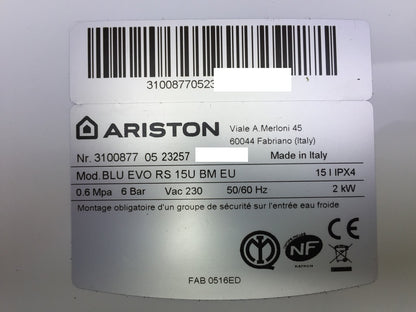 31008770523
ARISTON
Viale A.Merloni 45
60044 Fabriano (Italy)
Nr. 3100877 05 23257
Made in Italy
Mod.BLU EVO RS 15U BM EU 15 l IPX4
0.6 Mpa 6 Bar Vac 230 50/60 Hz 2 kW
Montage obligatoire d'un groupe de sécurité sur l'entrée eau froide
NF
CE
FAB 0516ED